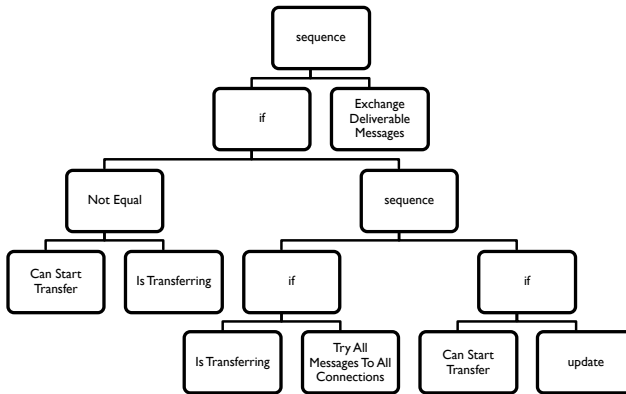 sequence
if
Exchange
Deliverable
Messages
Not Equal
sequence
Can Start
Transfer
Is Transferring
if
if
Is Transferring
Try All
Messages To All
Connections
Can Start
Transfer
update